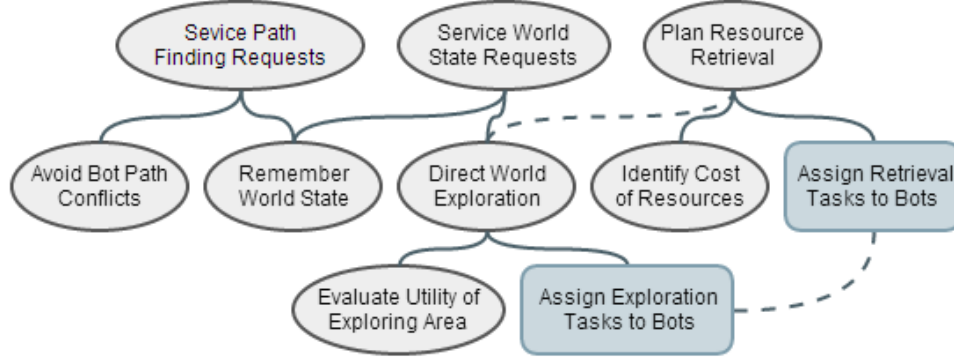 Sevice Path
Finding Requests
Service World
State Requests
Plan Resource
Retrieval
Avoid Bot Path
Conflicts
Remember
World State
Direct World
Exploration
Identify Cost
of Resources
Assign Retrieval
Tasks to Bots
Evaluate Utility of
Exploring Area
Assign Exploration
Tasks to Bots